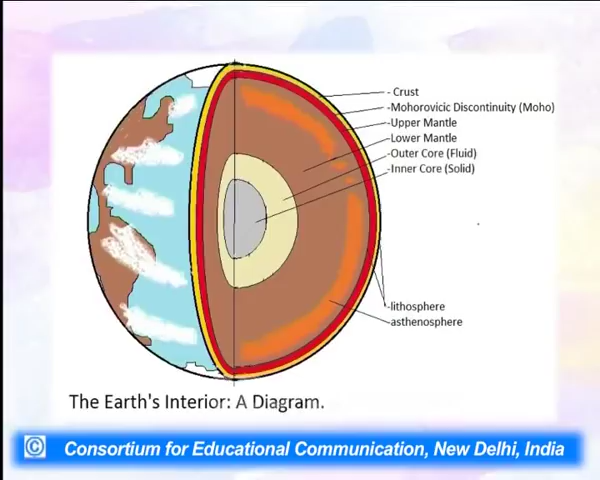 - Crust
- Mohorovicic Discontinuity (Moho)
- Upper Mantle
Lower Mantle
- Outer Core (Fluid)
- Inner Core (Solid)
-lithosphere
- asthenosphere
The Earth's Interior: A Diagram.
© Consortium for Educational Communication, New Delhi, India